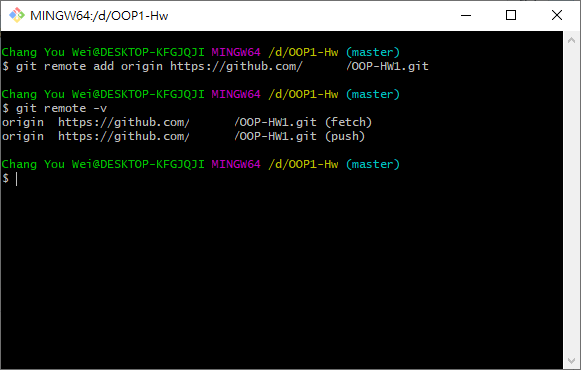 MINGW64:/d/OOP1-Hw
Chang You Wei@DESKTOP-KFGJQJI MINGW64 /d/OOP1-Hw (master)
$ git remote add origin https://github.com/      /OOP-HW1.git
Chang You Wei@DESKTOP-KFGJQJI MINGW64 /d/OOP1-Hw (master)
$ git remote -v
origin  https://github.com/      /OOP-HW1.git (fetch)
origin  https://github.com/      /OOP-HW1.git (push)
Chang You Wei@DESKTOP-KFGJQJI MINGW64 /d/OOP1-Hw (master)
$